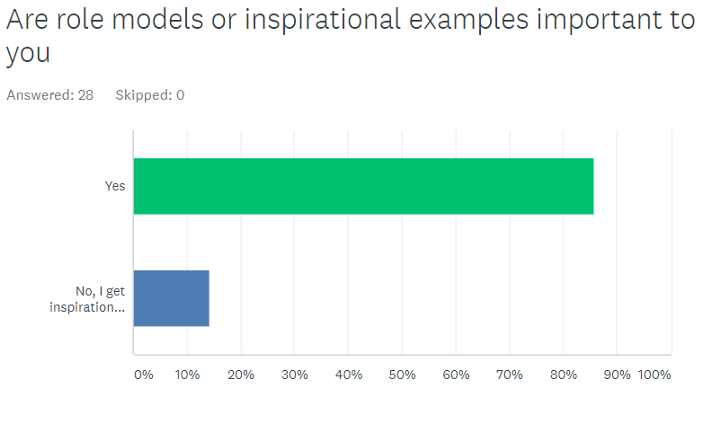 Are role models or inspirational examples important to
you
Answered: 28 Skipped: 0
Yes
No, I get
inspiration...
0% 10% 20% 30% 40% 50% 60% 70% 80% 90% 100%